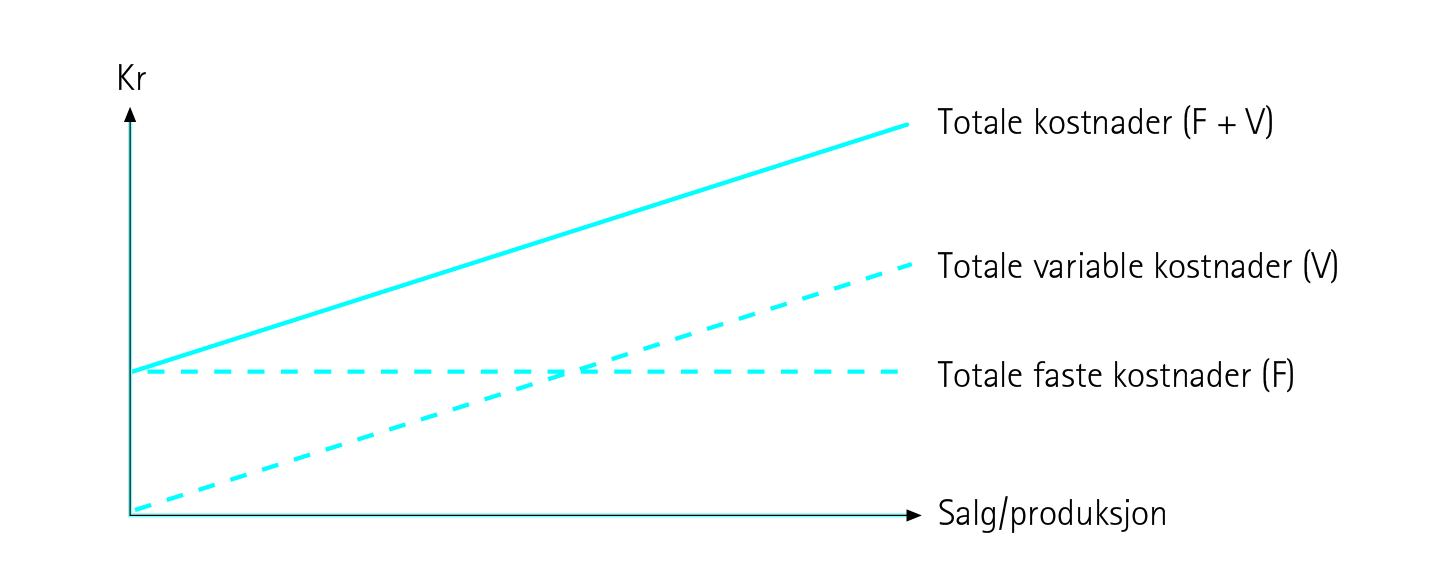 Kr
Totale kostnader (F + V)
Totale variable kostnader (V)
Totale faste kostnader (F)
Salg/produksjon